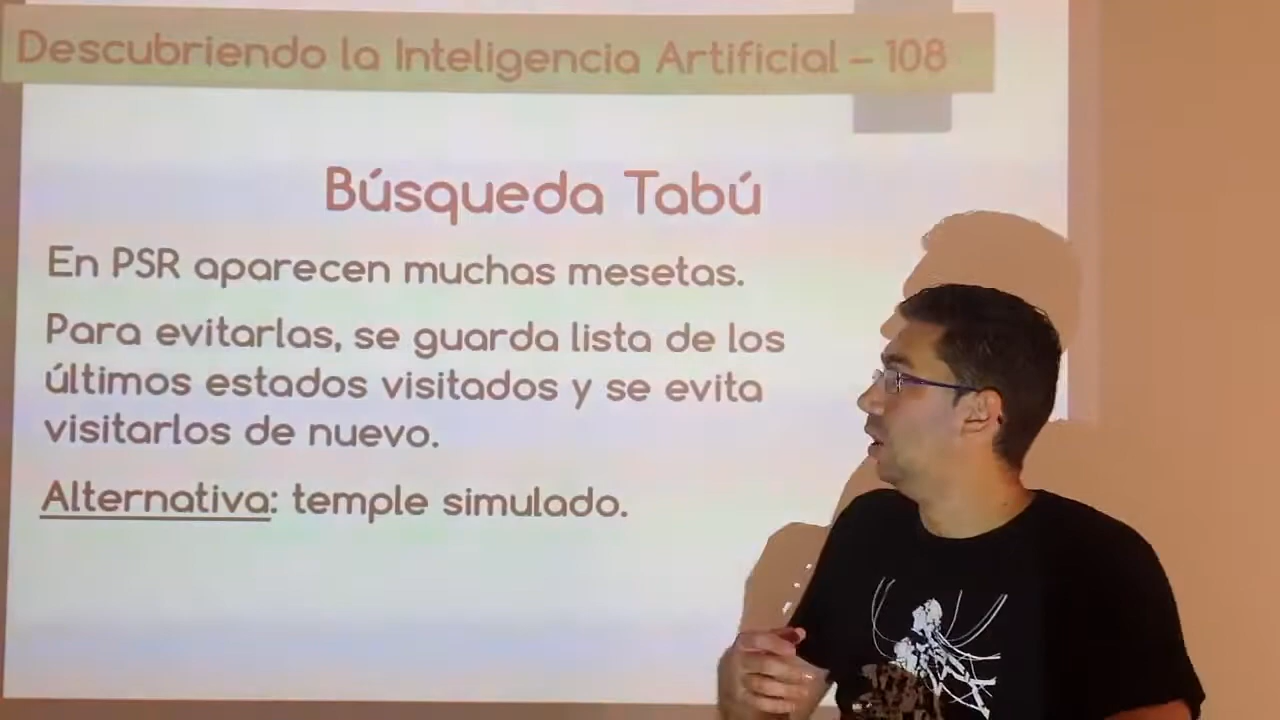 Descubriendo la Inteligencia Artificial – 108
Búsqueda Tabú
En PSR aparecen muchas mesetas.
Para evitarlas, se guarda lista de los
últimos estados visitados y se evita
visitarlos de nuevo.
Alternativa: temple simulado.